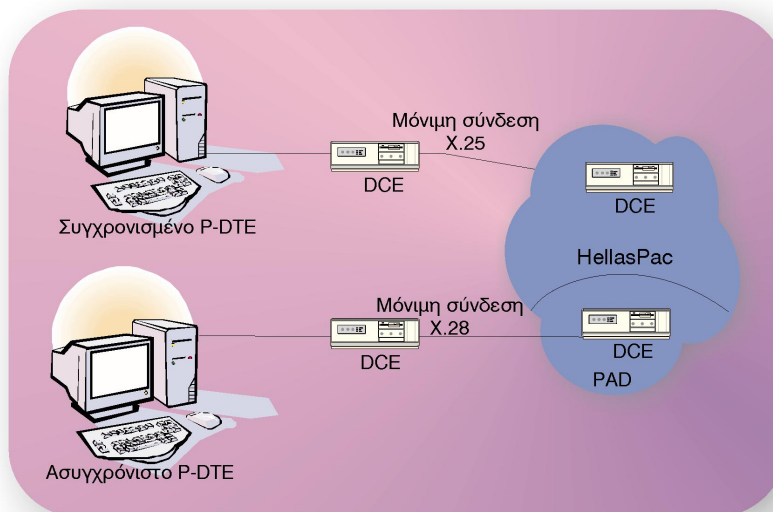 Μόνιμη σύνδεση
X.25
DCE
DCE
Συγχρονισμένο P-DTE
HellasPac
Μόνιμη σύνδεση
X.28
DCE
DCE
PAD
Ασυγχρόνιστο P-DTE